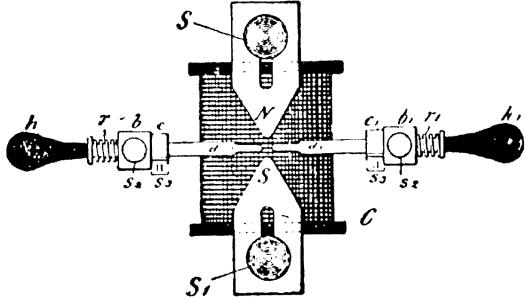 S
N
h r b c d d₁ c₁ b₁ r₁ h₁
S₂ S₃ S S₃ S₂
C
S₁